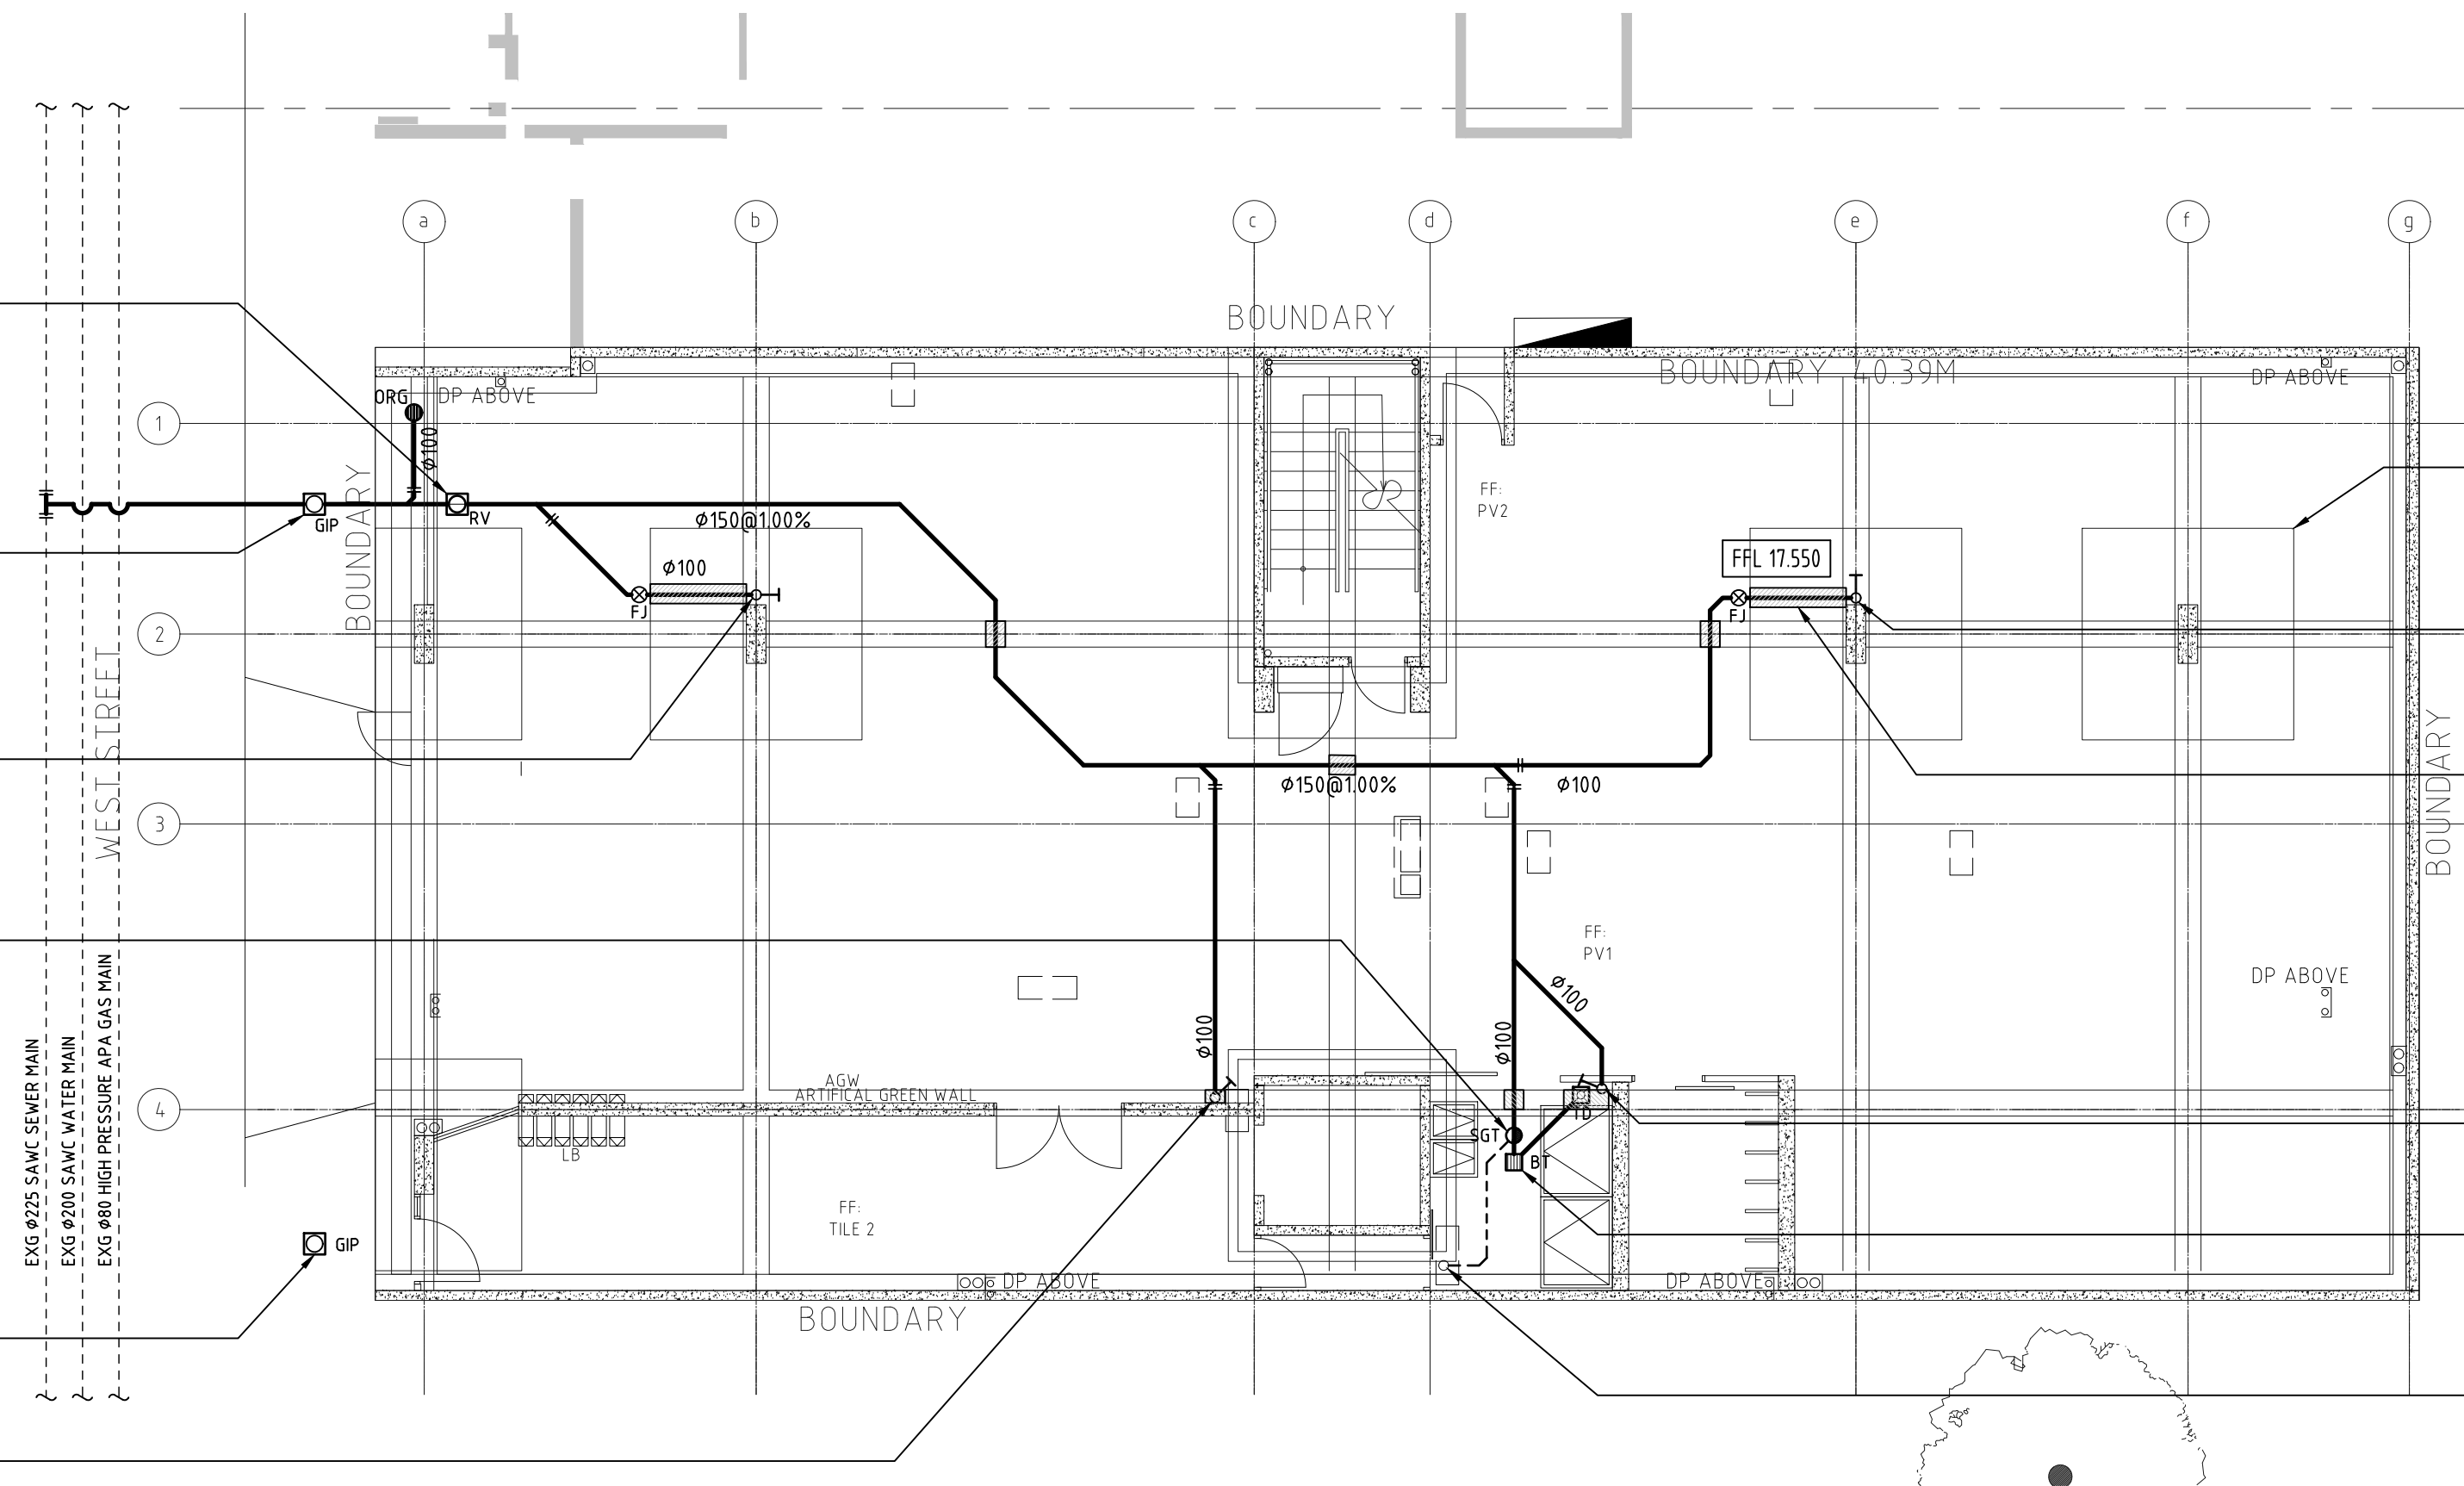 a
b
c
d
e
f
g
BOUNDARY
BOUNDARY 40.39M
DP ABOVE
ORG
DP ABOVE
1
Ø100
FF:
PV2
GIP
RV
Ø150@1.00%
BOUNDARY
Ø100
FFL 17.550
FJ
FJ
2
WEST STREET
BOUNDARY
Ø150@1.00%
Ø100
3
FF:
PV1
DP ABOVE
Ø100
Ø100
Ø100
EXG Ø225 SAWC SEWER MAIN
EXG Ø200 SAWC WATER MAIN
EXG Ø80 HIGH PRESSURE APA GAS MAIN
AGW
ARTIFICAL GREEN WALL
4
TD
SGT
BT
LB
FF:
TILE 2
GIP
DP ABOVE
DP ABOVE
BOUNDARY